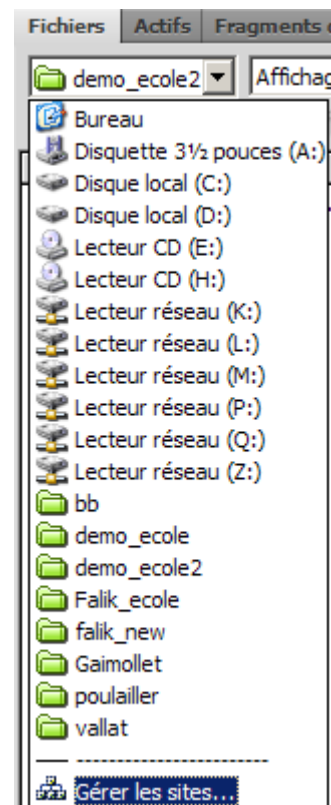 Fichiers Actifs Fragments
demo_ecole2 Affichag
Bureau
Disquette 3½ pouces (A:)
Disque local (C:)
Disque local (D:)
Lecteur CD (E:)
Lecteur CD (H:)
Lecteur réseau (K:)
Lecteur réseau (L:)
Lecteur réseau (M:)
Lecteur réseau (P:)
Lecteur réseau (Q:)
Lecteur réseau (Z:)
bb
demo_ecole
demo_ecole2
Falik_ecole
falik_new
Gaimollet
poulailler
vallat
Gérer les sites...